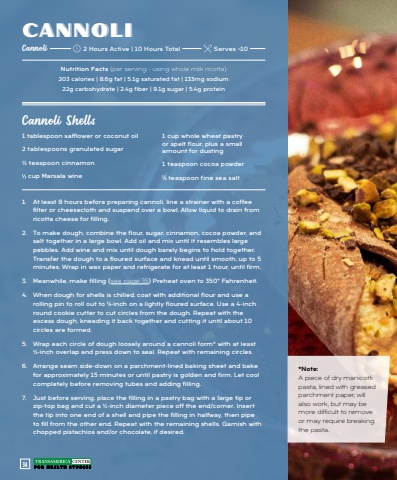 CANNOLI
Cannoli 2 Hours Active | 10 Hours Total Serves ~10
Nutrition Facts (per serving - using whole milk ricotta)
203 calories | 8.6g fat | 5.1g saturated fat | 133mg sodium
22g carbohydrate | 2.4g fiber | 9.1g sugar | 5.4g protein
Cannoli Shells
1 tablespoon safflower or coconut oil
2 tablespoons granulated sugar
½ teaspoon cinnamon
⅓ cup Marsala wine
1 cup whole wheat pastry
or spelt flour, plus a small
amount for dusting
1 teaspoon cocoa powder
¼ teaspoon fine sea salt
1. At least 8 hours before preparing cannoli, line a strainer with a coffee
filter or cheesecloth and suspend over a bowl. Allow liquid to drain from
ricotta cheese for filling.
2. To make dough, combine the flour, sugar, cinnamon, cocoa powder, and
salt together in a large bowl. Add oil and mix until it resembles large
pebbles. Add wine and mix until dough barely begins to hold together.
Transfer the dough to a floured surface and knead until smooth, up to 5
minutes. Wrap in wax paper and refrigerate for at least 1 hour, until firm.
3. Meanwhile, make filling (see page 35) Preheat oven to 350° Fahrenheit.
4. When dough for shells is chilled, coat with additional flour and use a
rolling pin to roll out to ⅛-inch on a lightly floured surface. Use a 4-inch
round cookie cutter to cut circles from the dough. Repeat with the
excess dough, kneading it back together and cutting it until about 10
circles are formed.
5. Wrap each circle of dough loosely around a cannoli form* with at least
½-inch overlap and press down to seal. Repeat with remaining circles.
6. Arrange seam side-down on a parchment-lined baking sheet and bake
for approximately 15 minutes or until pastry is golden and firm. Let cool
completely before removing tubes and adding filling.
7. Just before serving, place the filling in a pastry bag with a large tip or
zip-top bag and cut a ½-inch diameter piece off the end/corner. Insert
the tip into one end of a shell and pipe the filling in halfway, then pipe
to fill from the other end. Repeat with the remaining shells. Garnish with
chopped pistachios and/or chocolate, if desired.
*Note:
A piece of dry manicotti
pasta, lined with greased
parchment paper, will
also work, but may be
more difficult to remove
or may require breaking
the pasta.
34 TRANSAMERICA CENTER
FOR HEALTH STUDIES